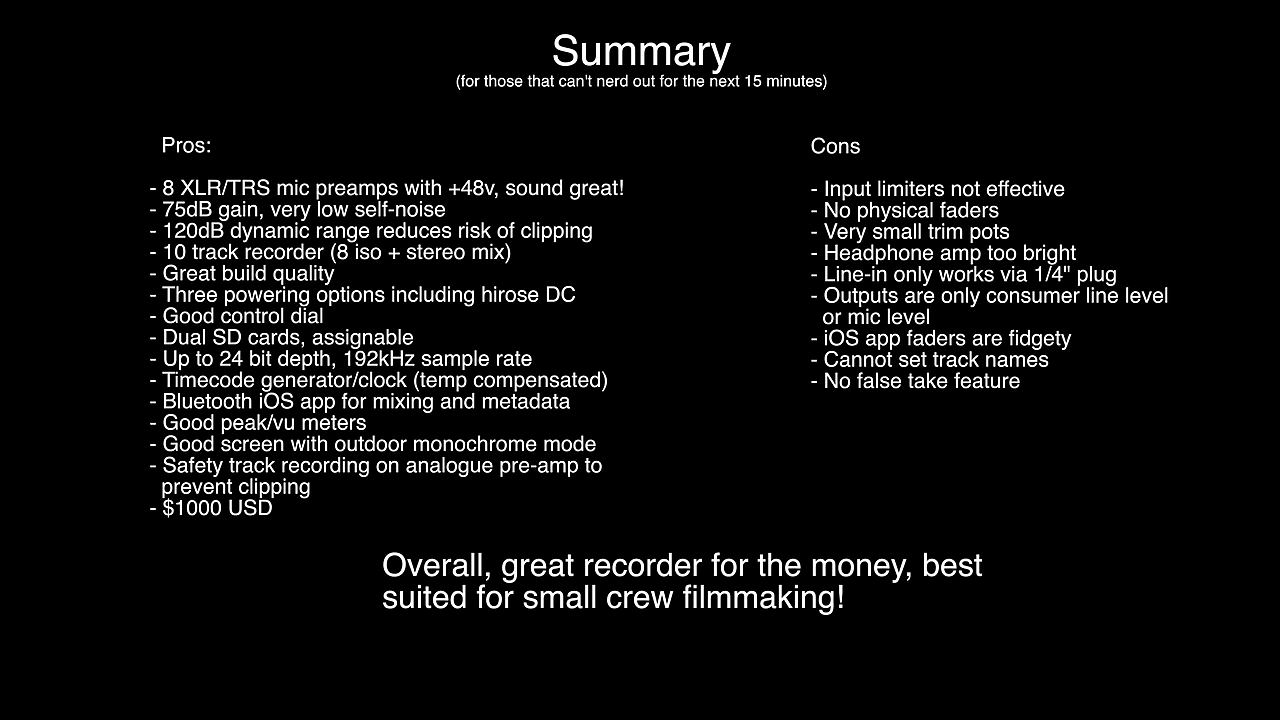 Summary
(for those that can't nerd out for the next 15 minutes)
Pros:
- 8 XLR/TRS mic preamps with +48v, sound great!
- 75dB gain, very low self-noise
- 120dB dynamic range reduces risk of clipping
- 10 track recorder (8 iso + stereo mix)
- Great build quality
- Three powering options including hirose DC
- Good control dial
- Dual SD cards, assignable
- Up to 24 bit depth, 192kHz sample rate
- Timecode generator/clock (temp compensated)
- Bluetooth iOS app for mixing and metadata
- Good peak/vu meters
- Good screen with outdoor monochrome mode
- Safety track recording on analogue pre-amp to
prevent clipping
- $1000 USD
Cons
- Input limiters not effective
- No physical faders
- Very small trim pots
- Headphone amp too bright
- Line-in only works via 1/4" plug
- Outputs are only consumer line level
or mic level
- iOS app faders are fidgety
- Cannot set track names
- No false take feature
Overall, great recorder for the money, best
suited for small crew filmmaking!